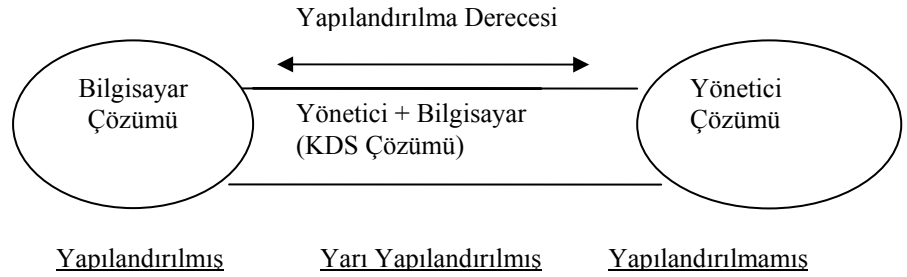 Yapılandırılma Derecesi
Bilgisayar
Çözümü
Yönetici + Bilgisayar
(KDS Çözümü)
Yönetici
Çözümü
Yapılandırılmış Yarı Yapılandırılmış Yapılandırılmamış